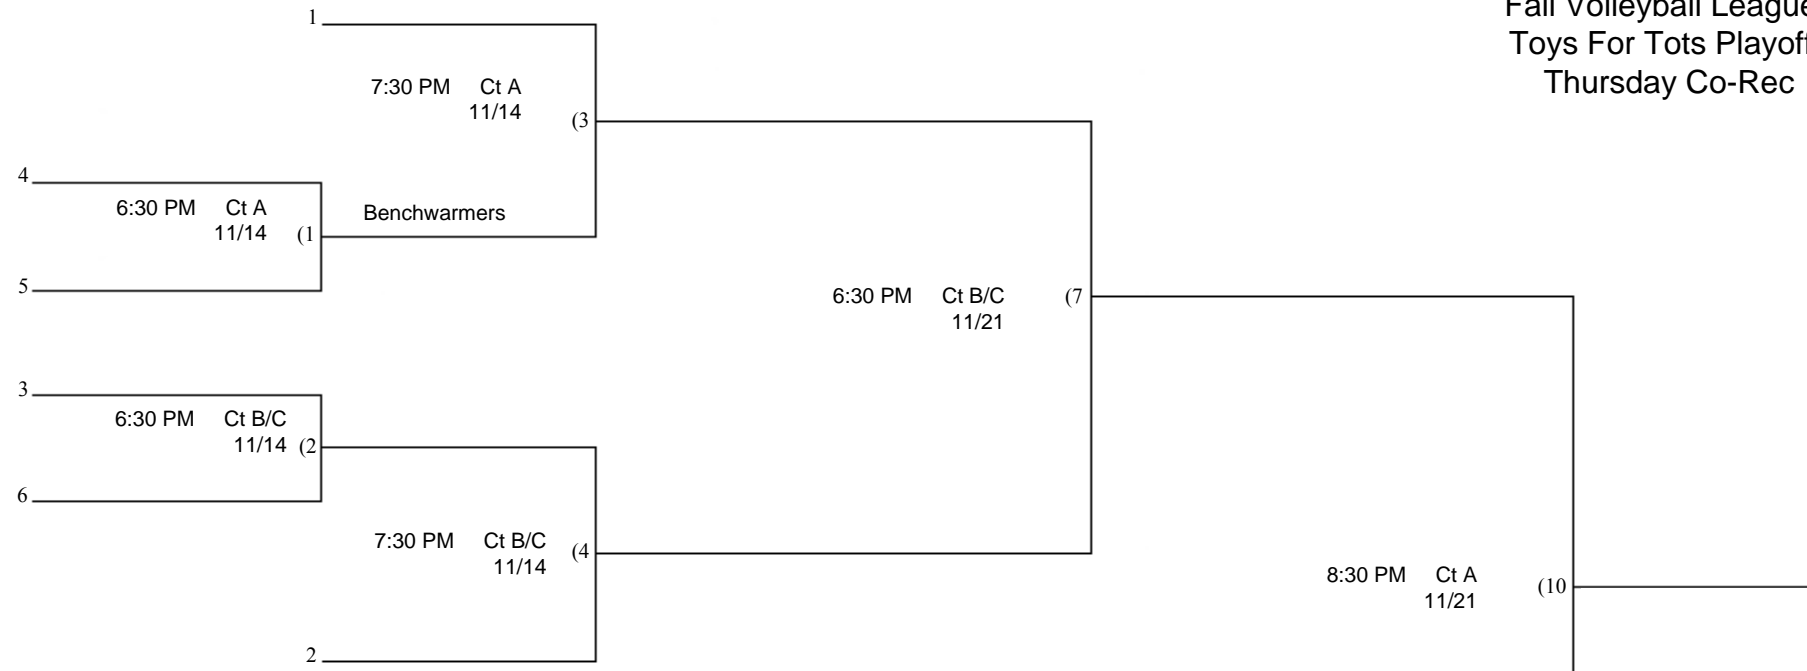 Fall Volleyball League
Toys For Tots Playoff
Thursday Co-Rec
1
7:30 PM Ct A
11/14 (3
4
6:30 PM Ct A
11/14 (1
Benchwarmers
5
6:30 PM Ct B/C (7
11/21
3
6:30 PM Ct B/C
11/14 (2
6
7:30 PM Ct B/C (4
11/14
8:30 PM Ct A (10
11/21
2